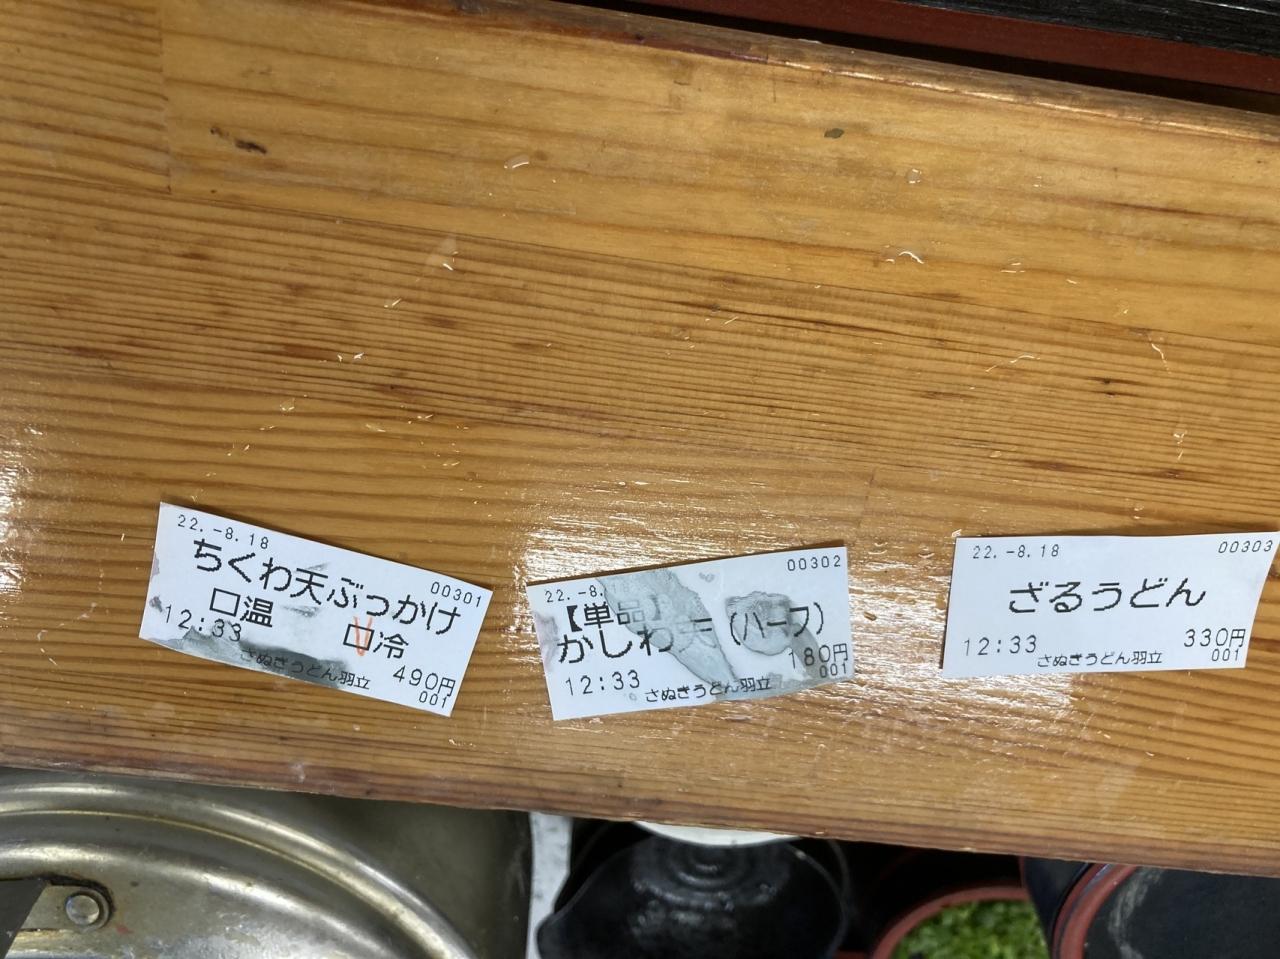 22.-8.18
00301
ちくわ天ぶっかけ
□温
□冷
12:33
490円
さぬきうどん羽立
001
22.-8.
00302
【単品】
かしわ天(ハーフ)
12:33
180円
さぬきうどん羽立
001
22.-8.18
00303
ざるうどん
12:33
330円
さぬきうどん羽立
001